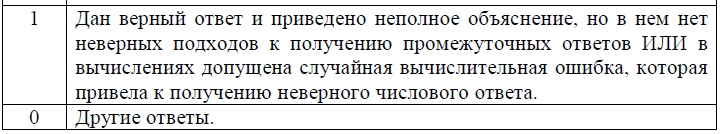 1 Дан верный ответ и приведено неполное объяснение, но в нем нет
неверных подходов к получению промежуточных ответов ИЛИ в
вычислениях допущена случайная вычислительная ошибка, которая
привела к получению неверного числового ответа.
0 Другие ответы.